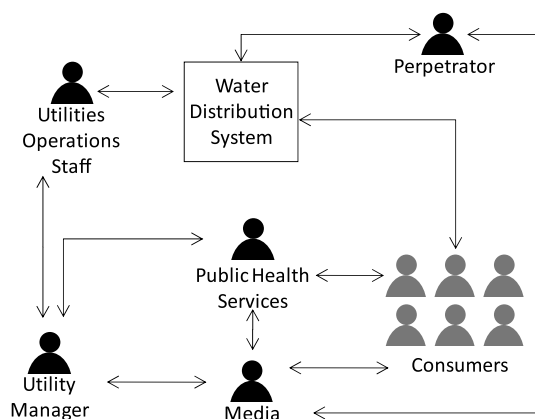 Perpetrator
Water
Distribution
System
Utilities
Operations
Staff
Public Health
Services
Consumers
Utility
Manager
Media